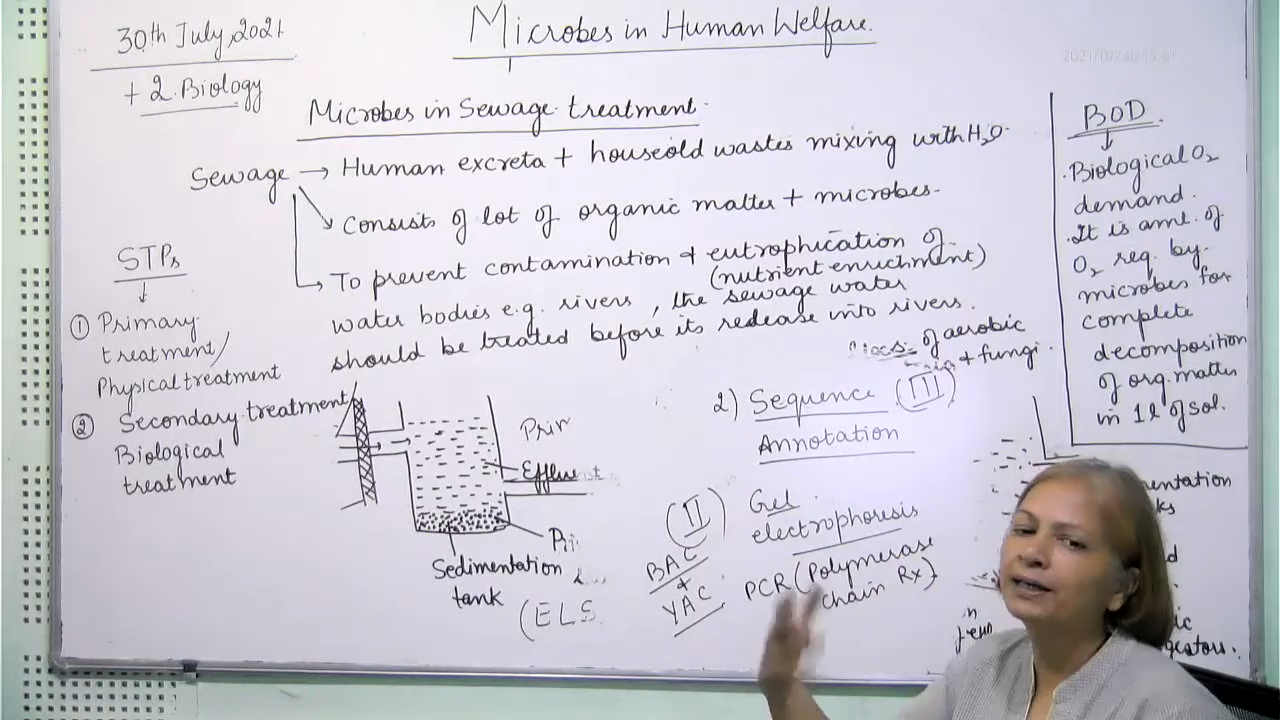 30th July, 2021
+2 Biology
Microbes in Human Welfare.
Microbes in Sewage treatment.
Sewage → Human excreta + houseold wastes mixing with H2O.
Consists of lot of organic matter + microbes.
To prevent contamination & eutrophication of
(nutrient enrichment)
water bodies e.g. rivers, the sewage water
should be treated before its redease into rivers.
STPs
① Primary
treatment/
Physical treatment
② Secondary treatment
Biological
treatment
Prim
Effluent
Pri
Sedimentation
tank
(ELS
of aerobic
+ fungi.
2) Sequence (III)
Annotation
(II) Gel
electrophoresis
BAC
+
YAC
PCR (Polymerase
chain Rx)
BOD
Biological O2
demand.
It is amt. of
O2 req. by
microbes for
complete
decomposition
of org. matter
in 1l of sol.